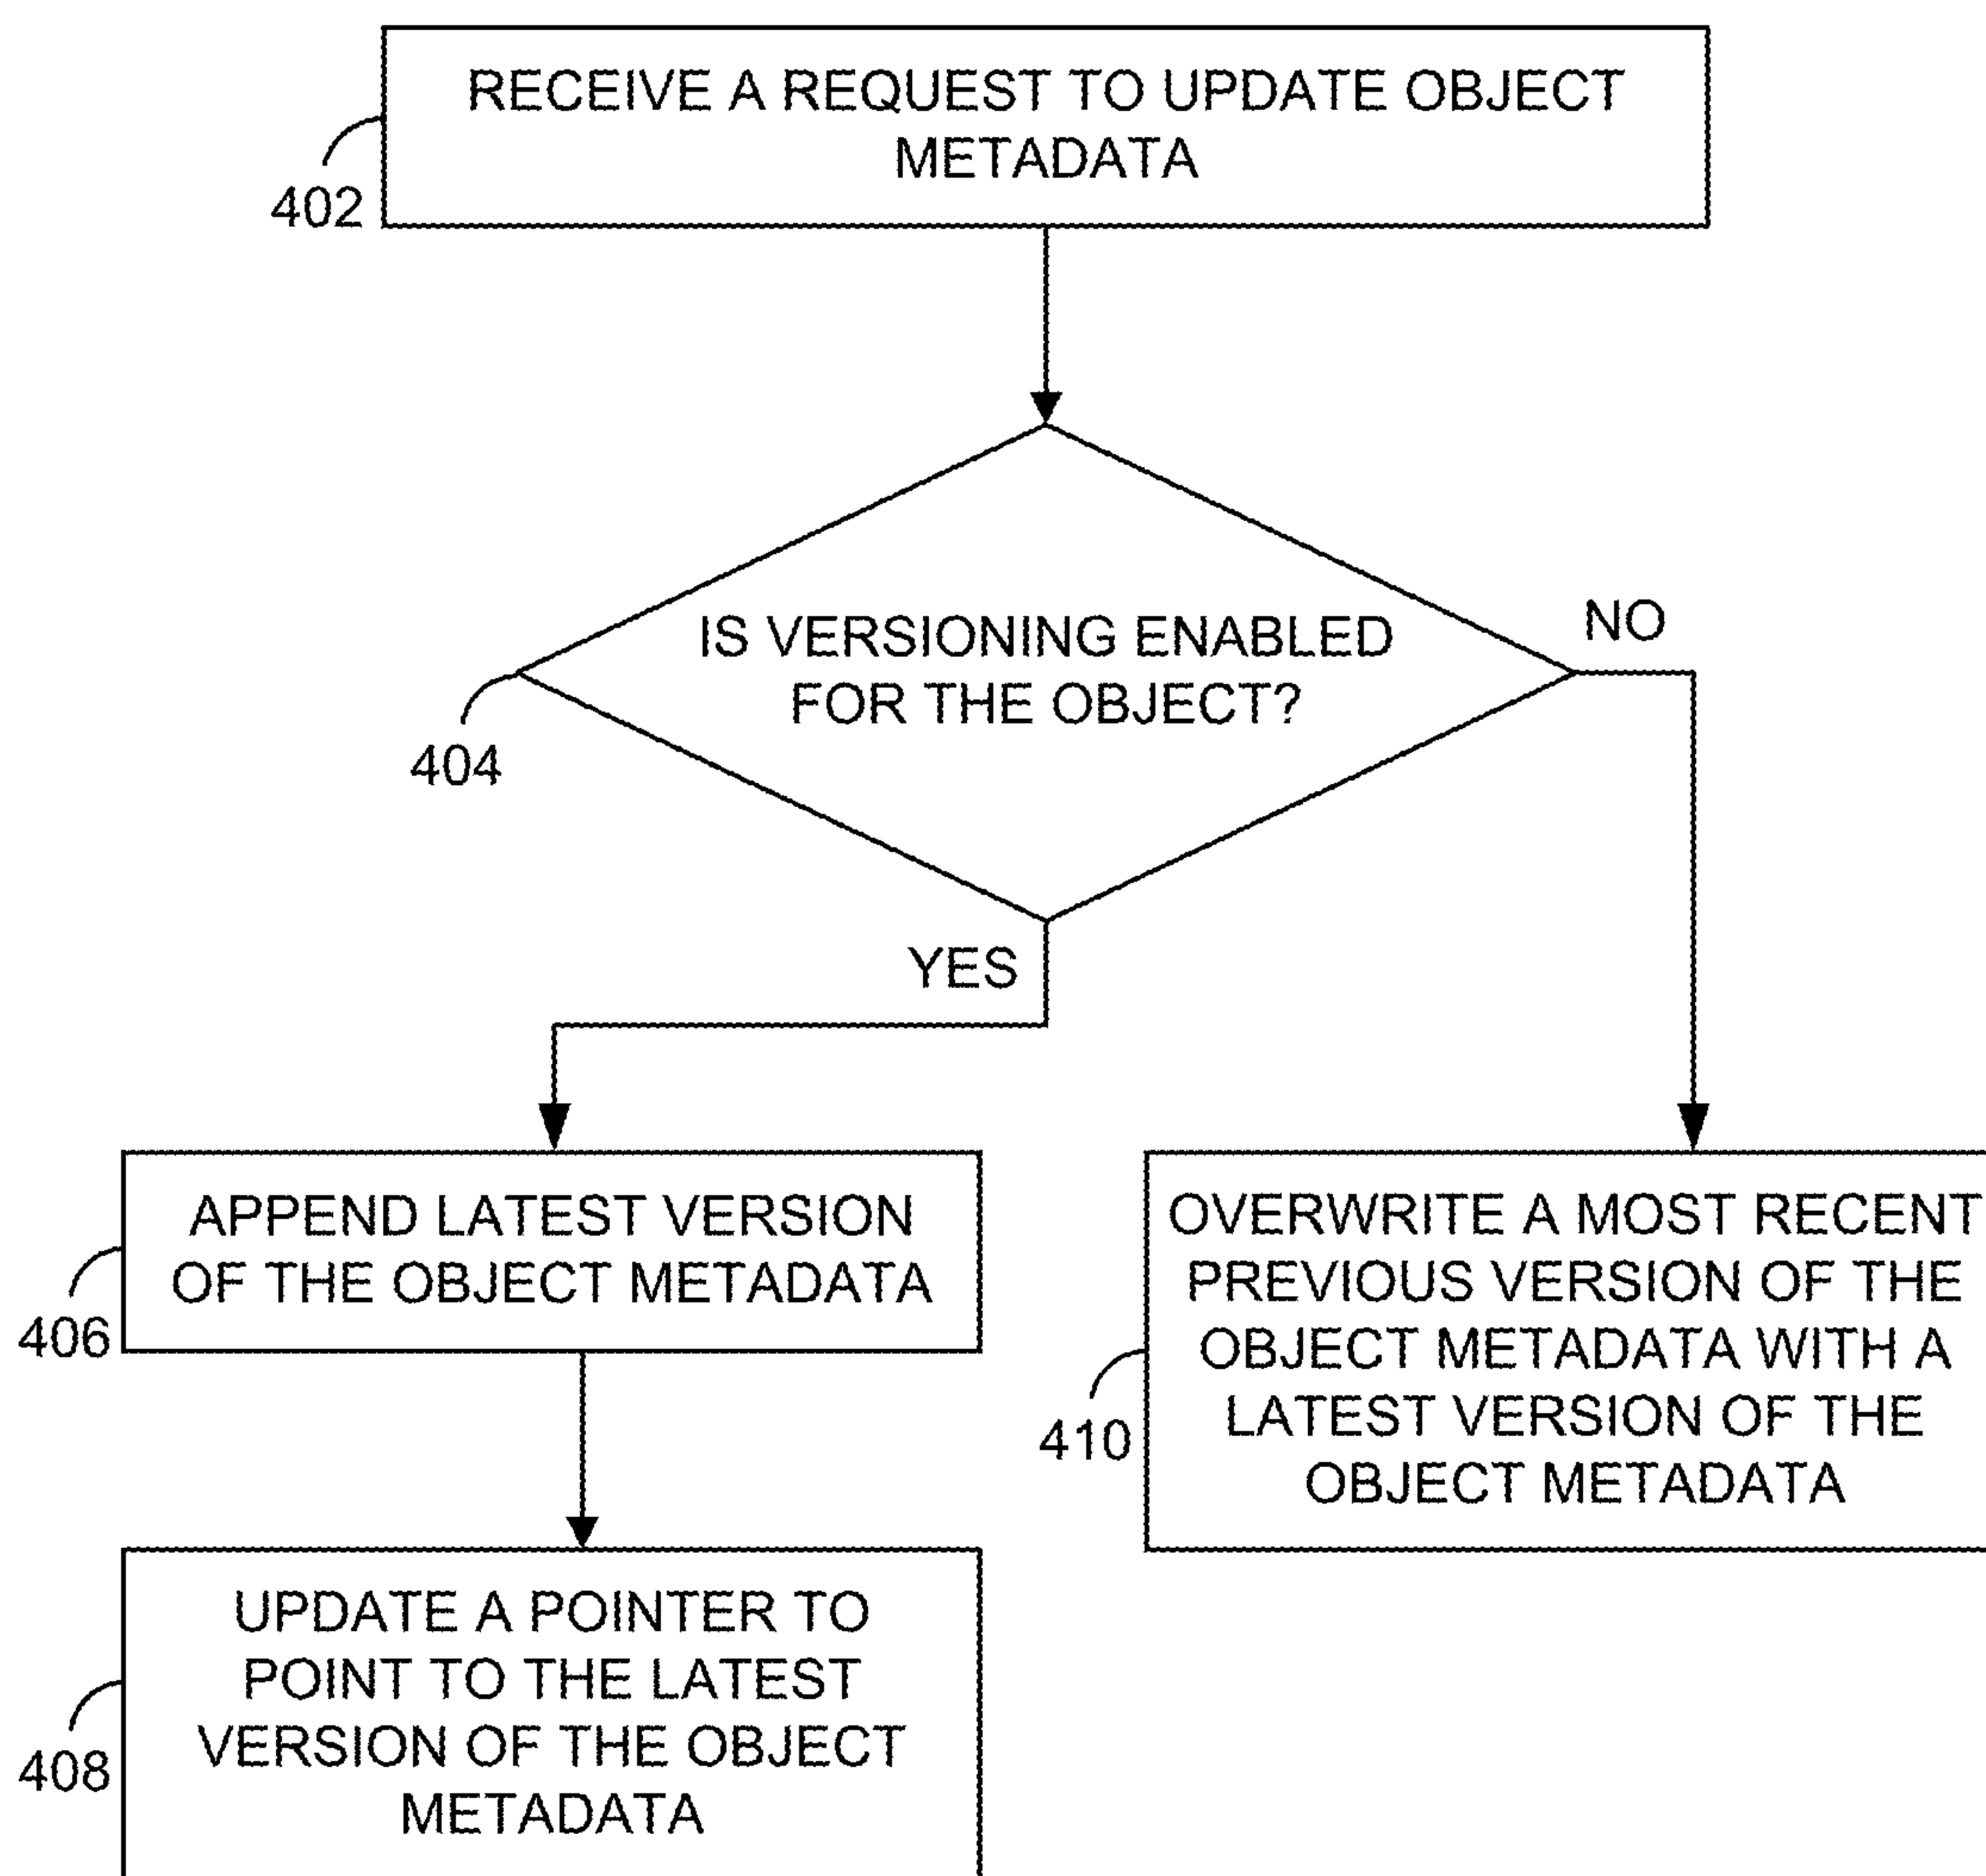 RECEIVE A REQUEST TO UPDATE OBJECT
METADATA
402
IS VERSIONING ENABLED
FOR THE OBJECT?
NO
404
YES
APPEND LATEST VERSION
OF THE OBJECT METADATA
406
UPDATE A POINTER TO
POINT TO THE LATEST
VERSION OF THE OBJECT
METADATA
408
OVERWRITE A MOST RECENT
PREVIOUS VERSION OF THE
OBJECT METADATA WITH A
LATEST VERSION OF THE
OBJECT METADATA
410